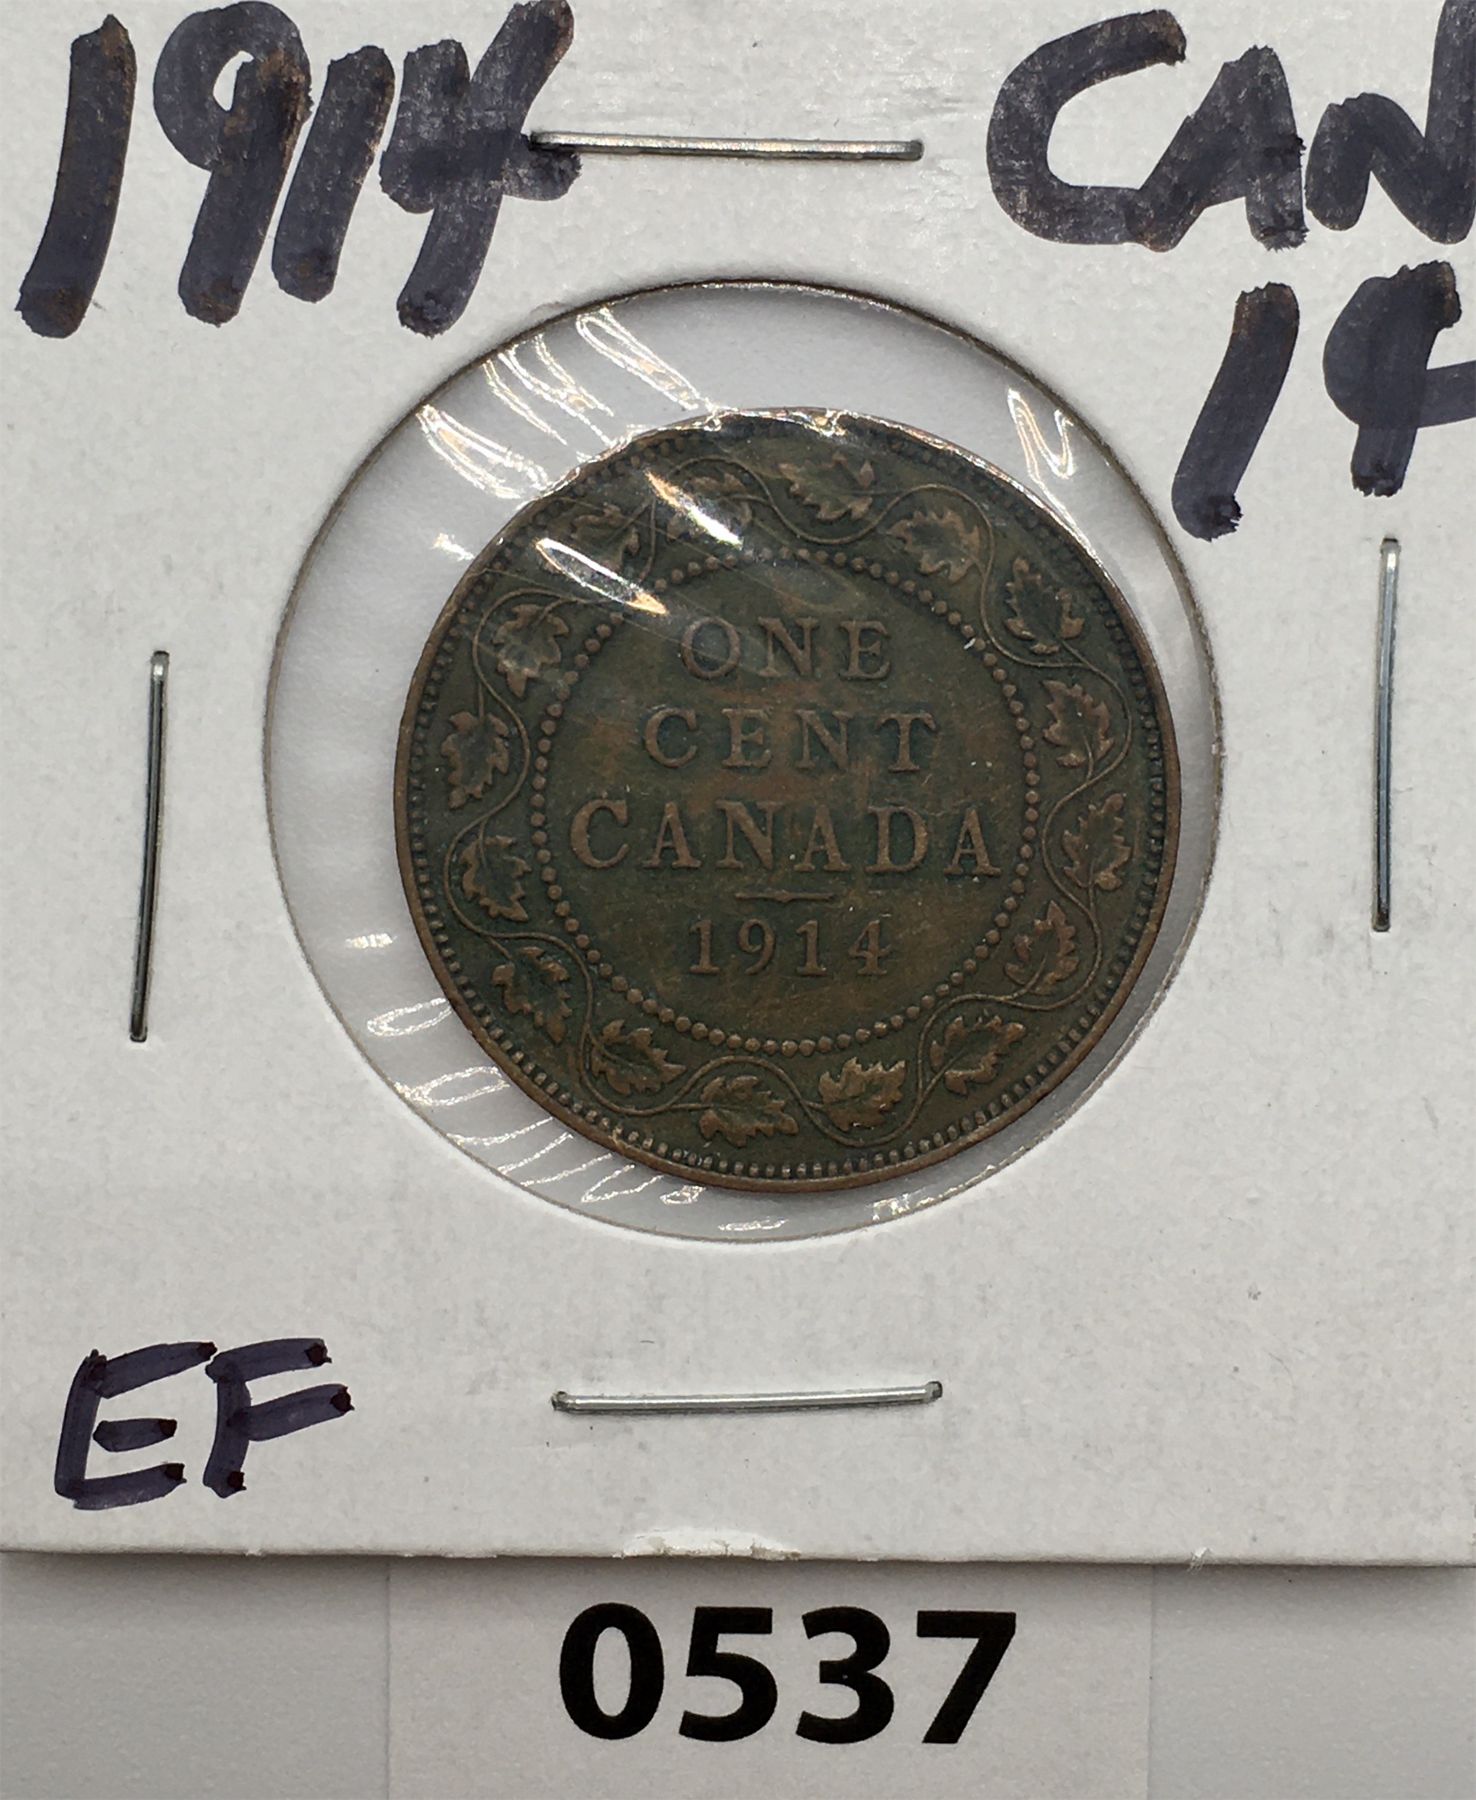 1914 CAN
1¢
ONE
CENT
CANADA
1914
EF
0537